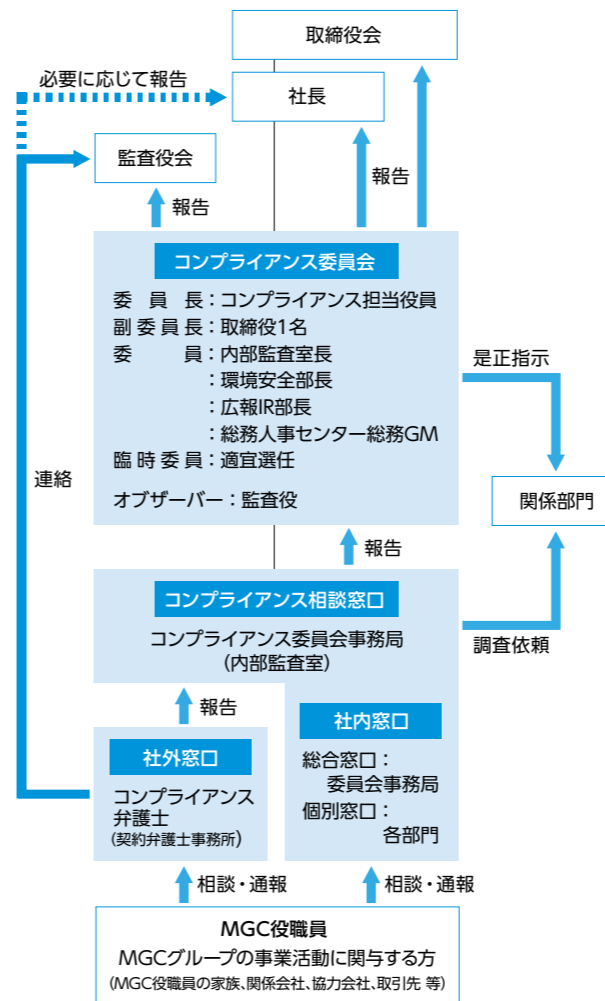 取締役会
必要に応じて報告
社長
監査役会
報告
報告
コンプライアンス委員会
委員長：コンプライアンス担当役員
副委員長：取締役1名
委員：内部監査室長
：環境安全部長
：広報IR部長
：総務人事センター総務GM
臨時委員：適宜選任
オブザーバー：監査役
是正指示
連絡
関係部門
報告
コンプライアンス相談窓口
コンプライアンス委員会事務局
(内部監査室)
調査依頼
報告
社内窓口
総合窓口：
委員会事務局
個別窓口：
各部門
社外窓口
コンプライアンス
弁護士
(契約弁護士事務所)
相談・通報
相談・通報
MGC役職員
MGCグループの事業活動に関与する方
(MGC役職員の家族、関係会社、協力会社、取引先 等)